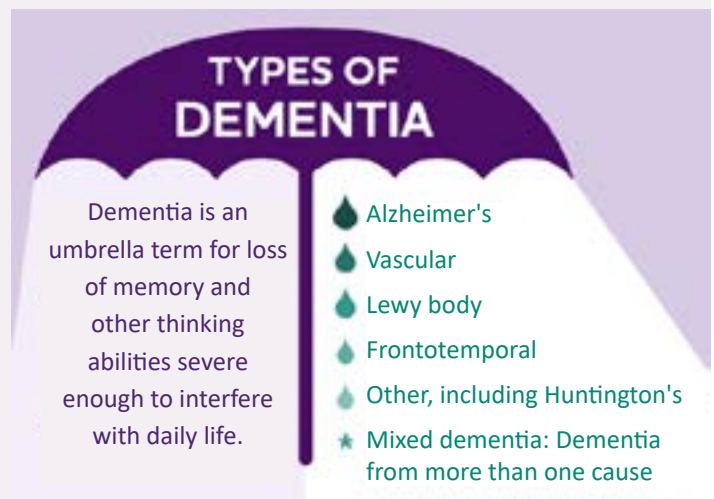 TYPES OF
DEMENTIA
Dementia is an
umbrella term for loss
of memory and
other thinking
abilities severe
enough to interfere
with daily life.
Alzheimer's
Vascular
Lewy body
Frontotemporal
Other, including Huntington's
Mixed dementia: Dementia
from more than one cause